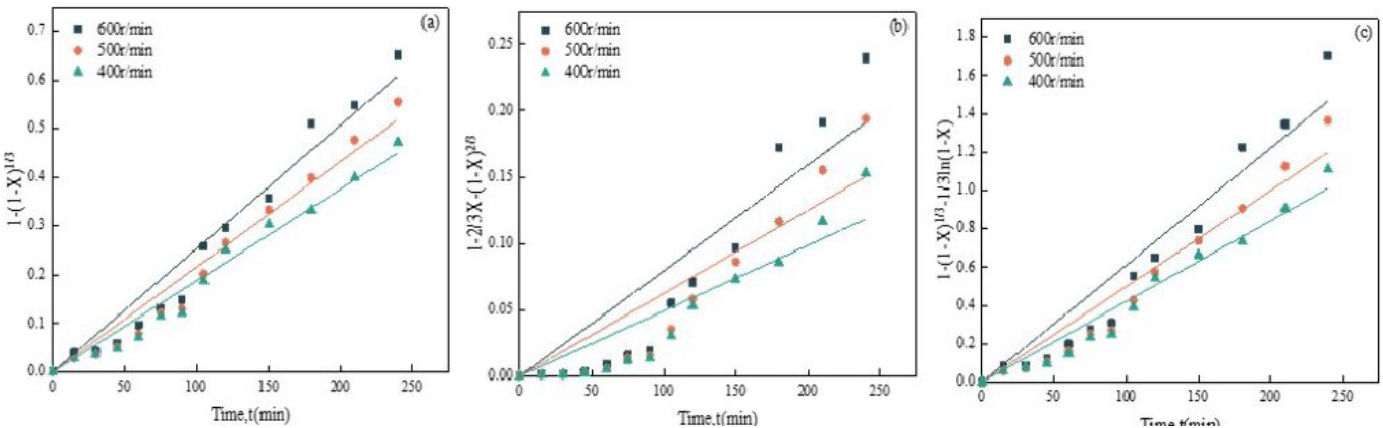 (a)
600r/min
500r/min
400r/min
1-(1-X)^1/3
0.7
0.6
0.5
0.4
0.3
0.2
0.1
0.0
0 50 100 150 200 250
Time,t(min)
(b)
600r/min
500r/min
400r/min
1-2/3X-(1-X)^2/3
0.25
0.20
0.15
0.10
0.05
0.00
0 50 100 150 200 250
Time,t(min)
(c)
600r/min
500r/min
400r/min
1-(1-X)^1/3-1/3ln(1-X)
1.8
1.6
1.4
1.2
1.0
0.8
0.6
0.4
0.2
0.0
0 50 100 150 200 250
Time,t(min)